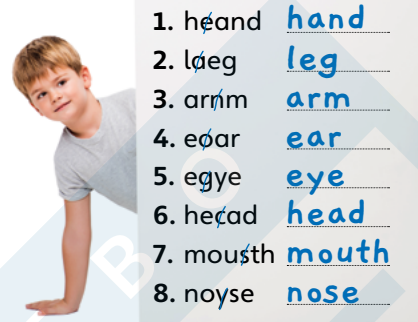 1. heand hand
2. laeg leg
3. arnm arm
4. eoar ear
5. egye eye
6. hecad head
7. mousth mouth
8. noyse nose
B O